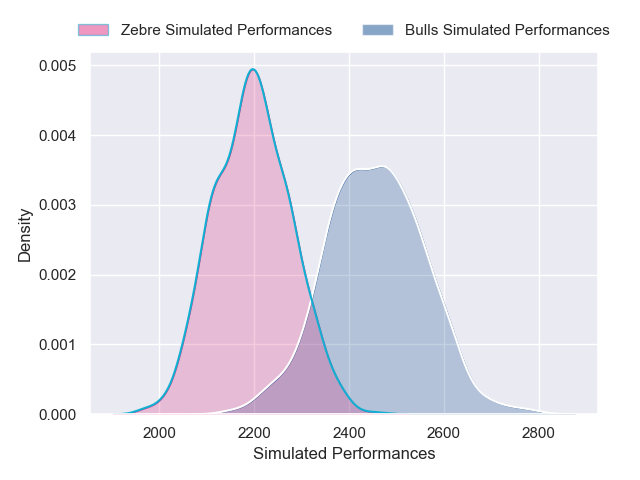 Zebre Simulated Performances Bulls Simulated Performances
0.005
0.004
0.003
0.002
0.001
0.000
Density
2000 2200 2400 2600 2800
Simulated Performances